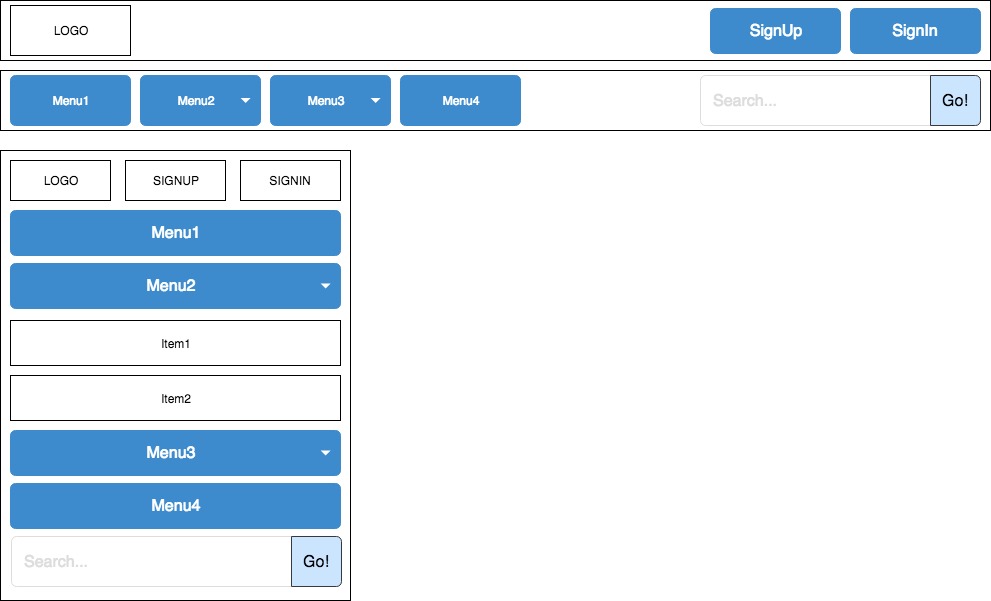 LOGO
SignUp
SignIn
Menu1
Menu2
Menu3
Menu4
Search...
Go!
LOGO
SIGNUP
SIGNIN
Menu1
Menu2
Item1
Item2
Menu3
Menu4
Search...
Go!